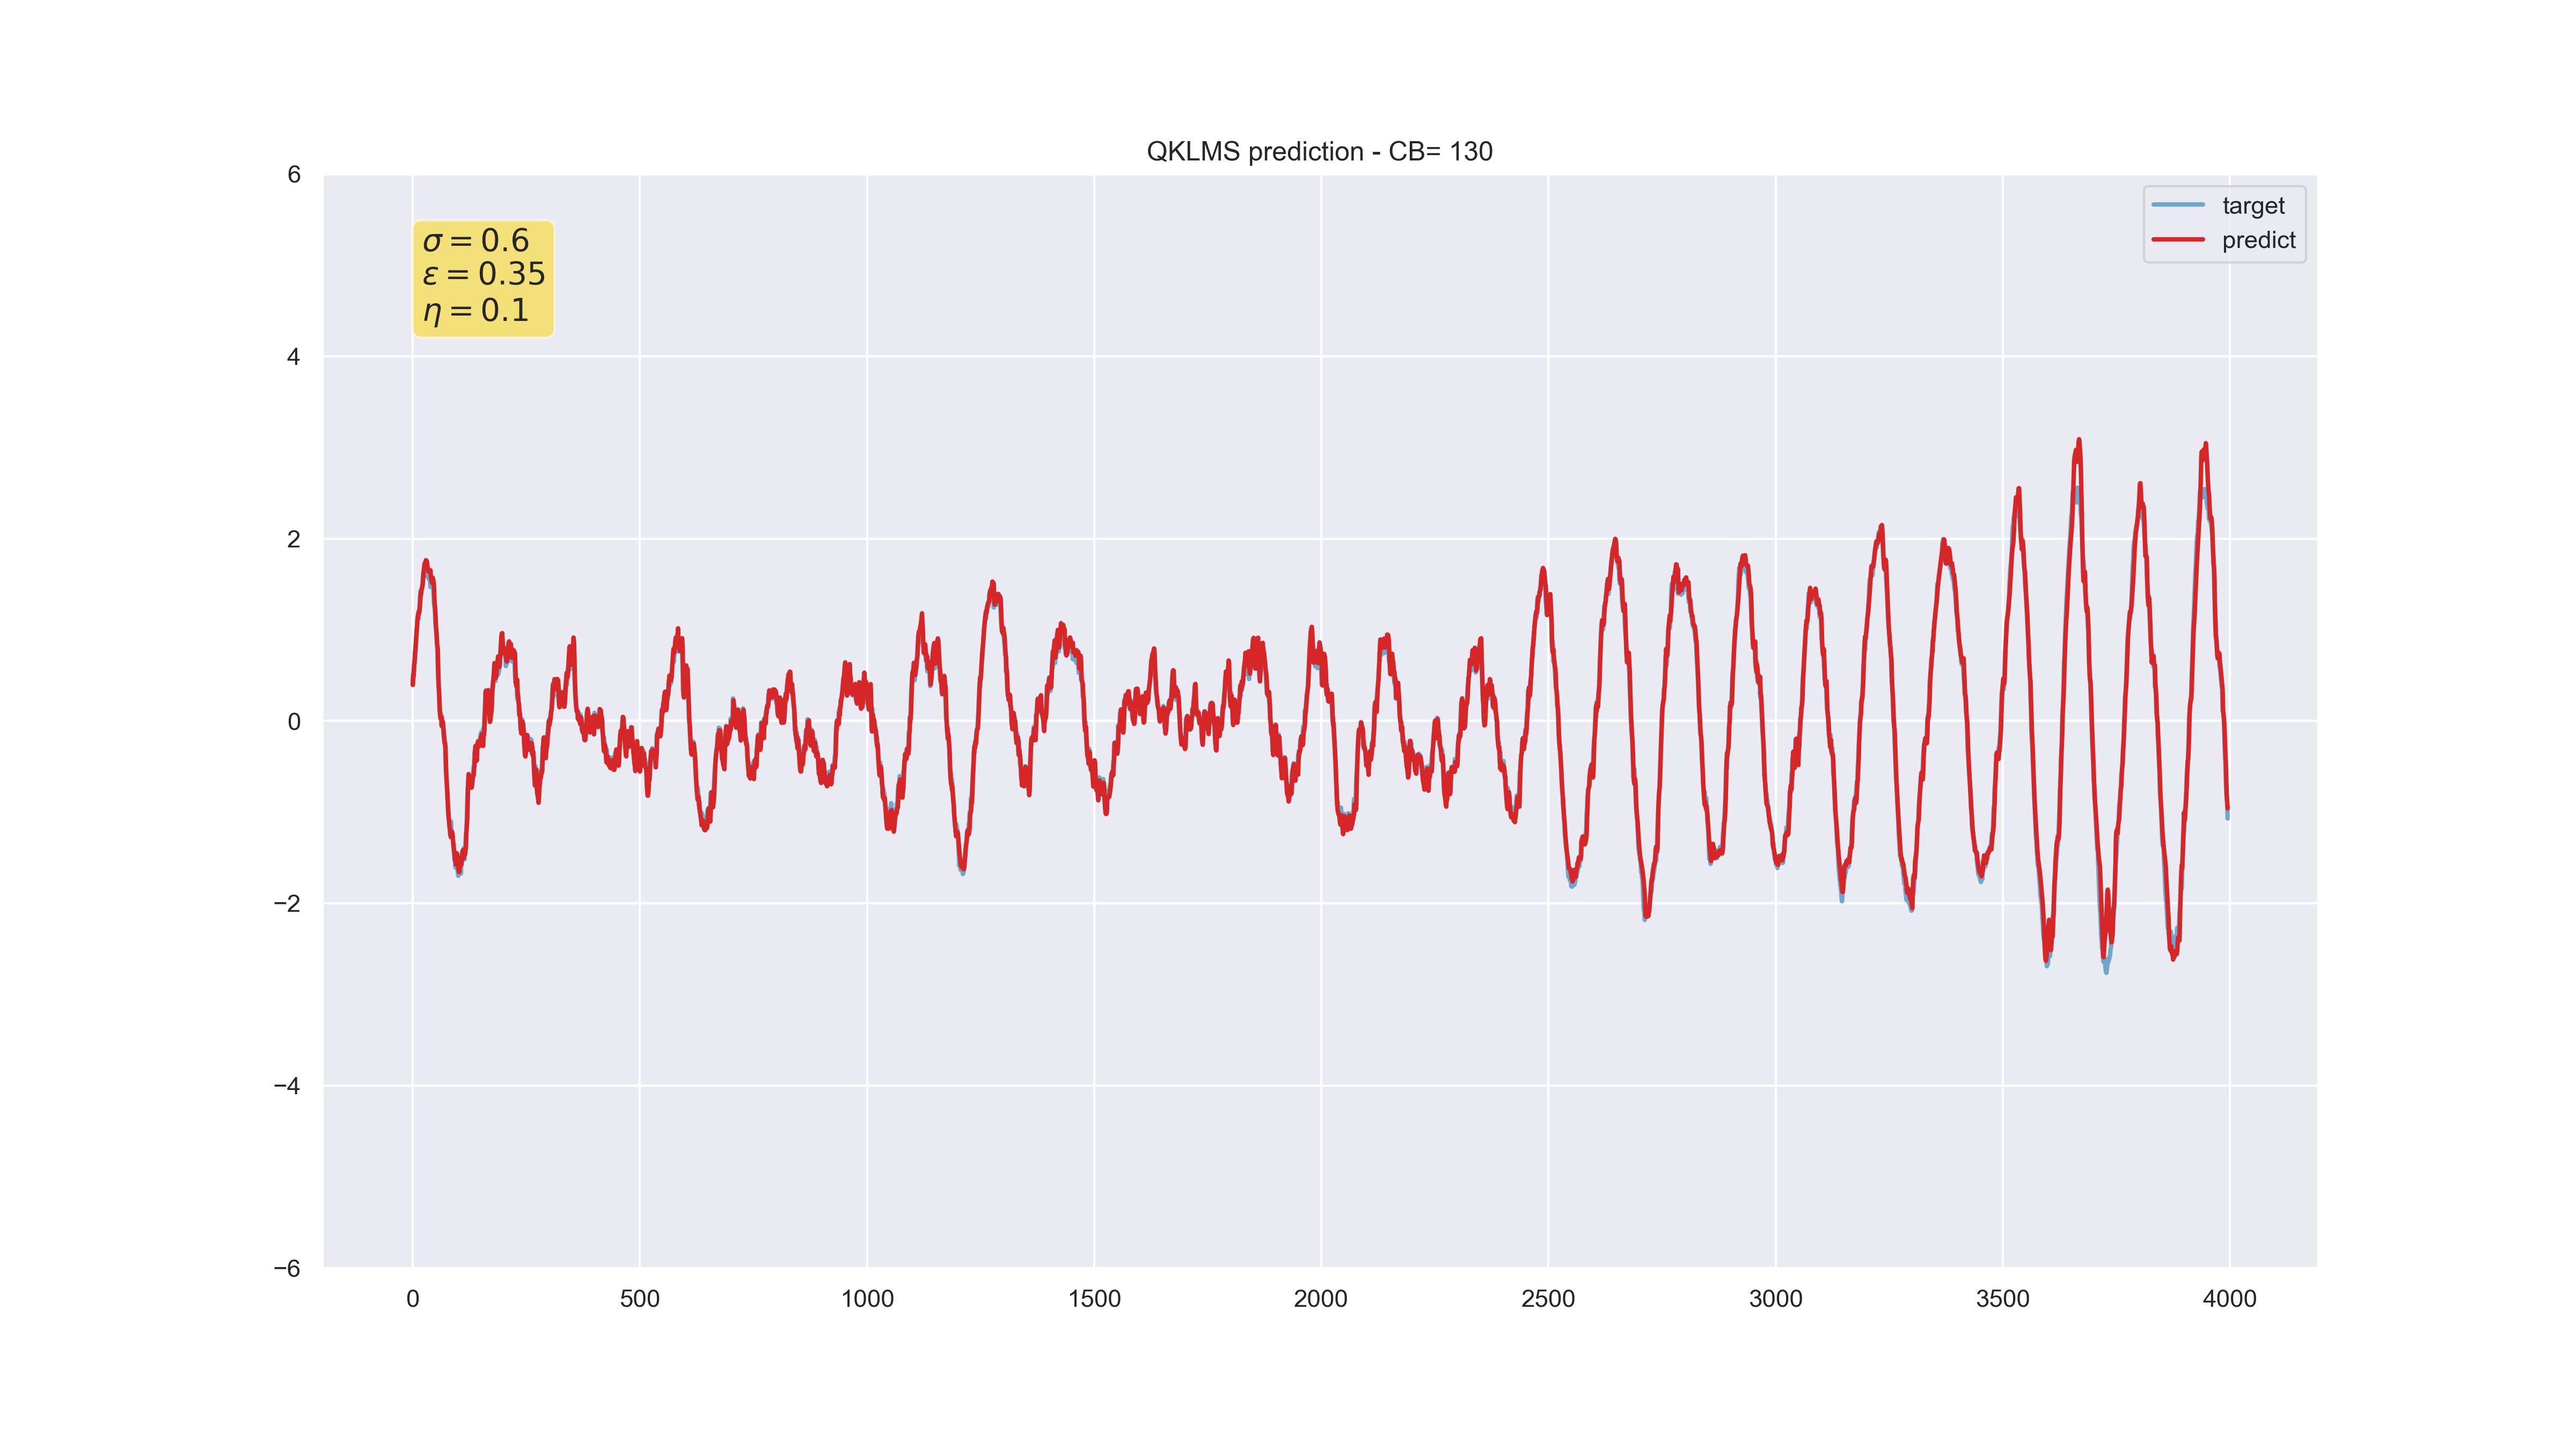 QKLMS prediction - CB= 130
6
4
2
0
−2
−4
−6
σ = 0.6
ε = 0.35
η = 0.1
target
predict
0 500 1000 1500 2000 2500 3000 3500 4000